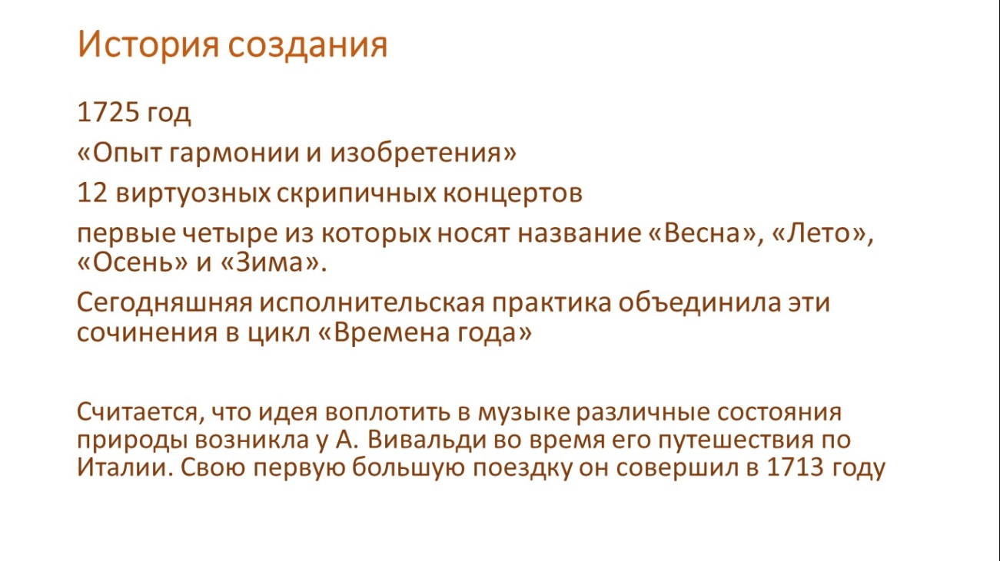 История создания
1725 год
«Опыт гармонии и изобретения»
12 виртуозных скрипичных концертов
первые четыре из которых носят название «Весна», «Лето»,
«Осень» и «Зима».
Сегодняшняя исполнительская практика объединила эти
сочинения в цикл «Времена года»
Считается, что идея воплотить в музыке различные состояния
природы возникла у А. Вивальди во время его путешествия по
Италии. Свою первую большую поездку он совершил в 1713 году